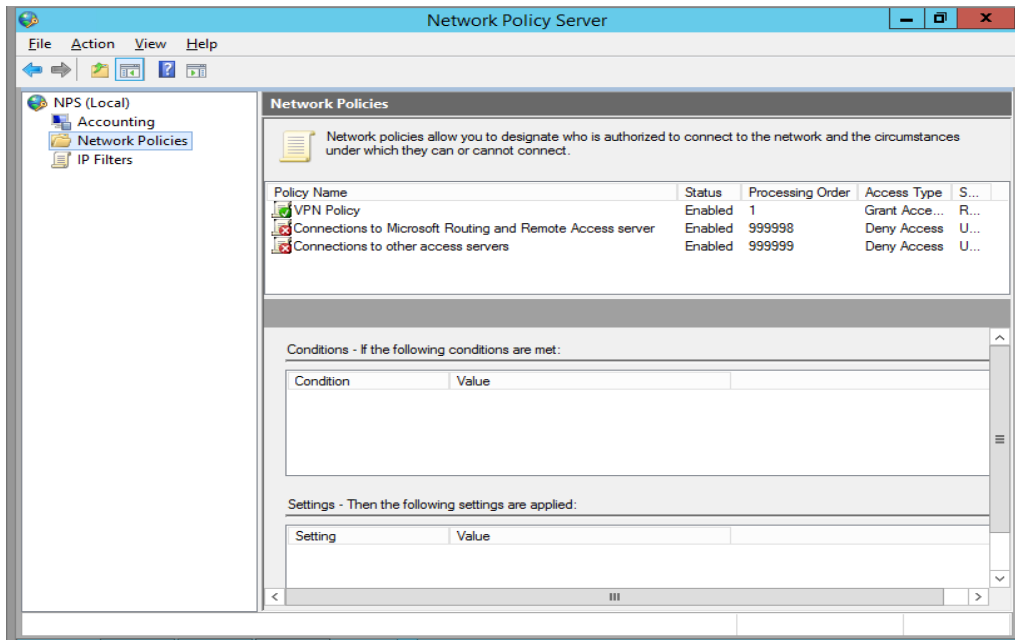 Network Policy Server
File Action View Help
NPS (Local)
Accounting
Network Policies
IP Filters
Network Policies
Network policies allow you to designate who is authorized to connect to the network and the circumstances
under which they can or cannot connect.
Policy Name Status Processing Order Access Type S...
VPN Policy Enabled 1 Grant Acce... R...
Connections to Microsoft Routing and Remote Access server Enabled 999998 Deny Access U...
Connections to other access servers Enabled 999999 Deny Access U...
Conditions - If the following conditions are met:
Condition Value
Settings - Then the following settings are applied:
Setting Value